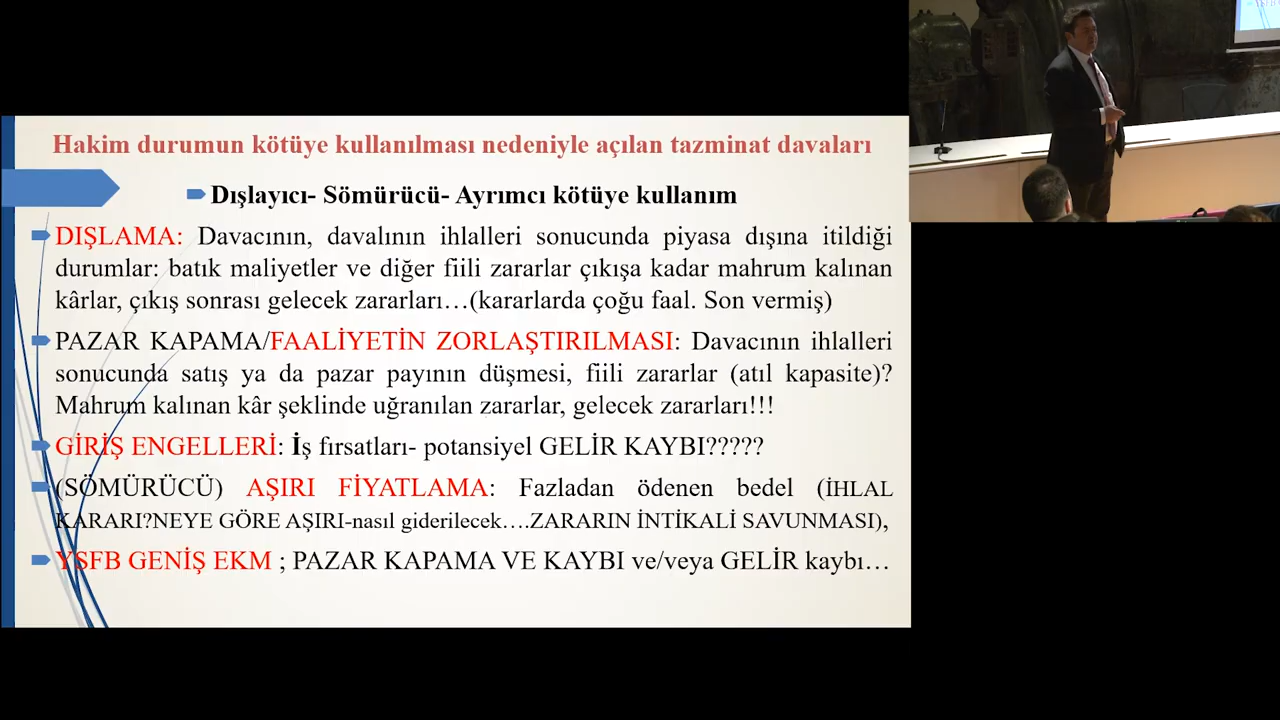 Hakim durumun kötüye kullanılması nedeniyle açılan tazminat davaları
Dışlayıcı- Sömürücü- Ayrımcı kötüye kullanım
DIŞLAMA: Davacının, davalının ihlalleri sonucunda piyasa dışına itildiği
durumlar: batık maliyetler ve diğer fiili zararlar çıkışa kadar mahrum kalınan
kârlar, çıkış sonrası gelecek zararları…(kararlarda çoğu faal. Son vermiş)
PAZAR KAPAMA/FAALİYETİN ZORLAŞTIRILMASI: Davacının ihlalleri
sonucunda satış ya da pazar payının düşmesi, fiili zararlar (atıl kapasite)?
Mahrum kalınan kâr şeklinde uğranılan zararlar, gelecek zararları!!!
GİRİŞ ENGELLERİ: İş fırsatları- potansiyel GELİR KAYBI?????
(SÖMÜRÜCÜ) AŞIRI FİYATLAMA: Fazladan ödenen bedel (İHLAL
KARARI?NEYE GÖRE AŞIRI-nasıl giderilecek….ZARARIN İNTİKALİ SAVUNMASI),
YSFB GENİŞ EKM ; PAZAR KAPAMA VE KAYBI ve/veya GELİR kaybı…